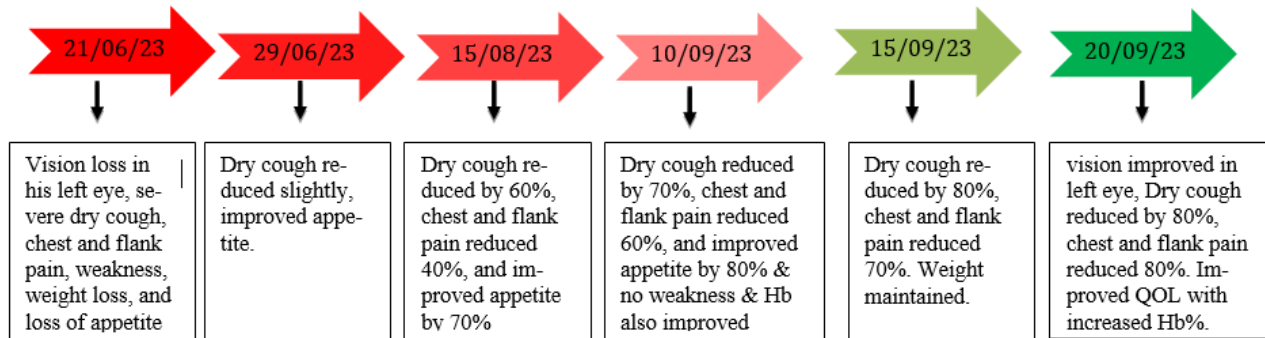 21/06/23
29/06/23
15/08/23
10/09/23
15/09/23
20/09/23
Vision loss in
his left eye, se-
vere dry cough,
chest and flank
pain, weakness,
weight loss, and
loss of appetite
Dry cough re-
duced slightly,
improved appe-
tite.
Dry cough re-
duced by 60%,
chest and flank
pain reduced
40%, and im-
proved appetite
by 70%
Dry cough reduced
by 70%, chest and
flank pain reduced
60%, and improved
appetite by 80% &
no weakness & Hb
also improved
Dry cough re-
duced by 80%,
chest and flank
pain reduced
70%. Weight
maintained.
vision improved in
left eye, Dry cough
reduced by 80%,
chest and flank pain
reduced 80%. Im-
proved QOL with
increased Hb%.